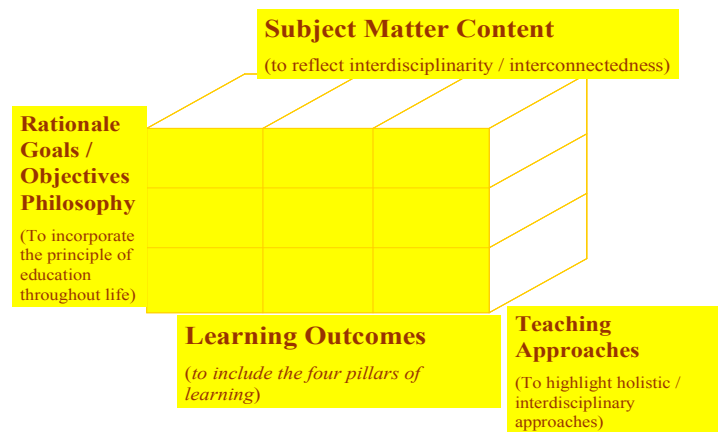 Subject Matter Content
(to reflect interdisciplinarity / interconnectedness)
Rationale
Goals /
Objectives
Philosophy
(To incorporate
the principle of
education
throughout life)
Learning Outcomes
(to include the four pillars of
learning)
Teaching
Approaches
(To highlight holistic /
interdisciplinary
approaches)